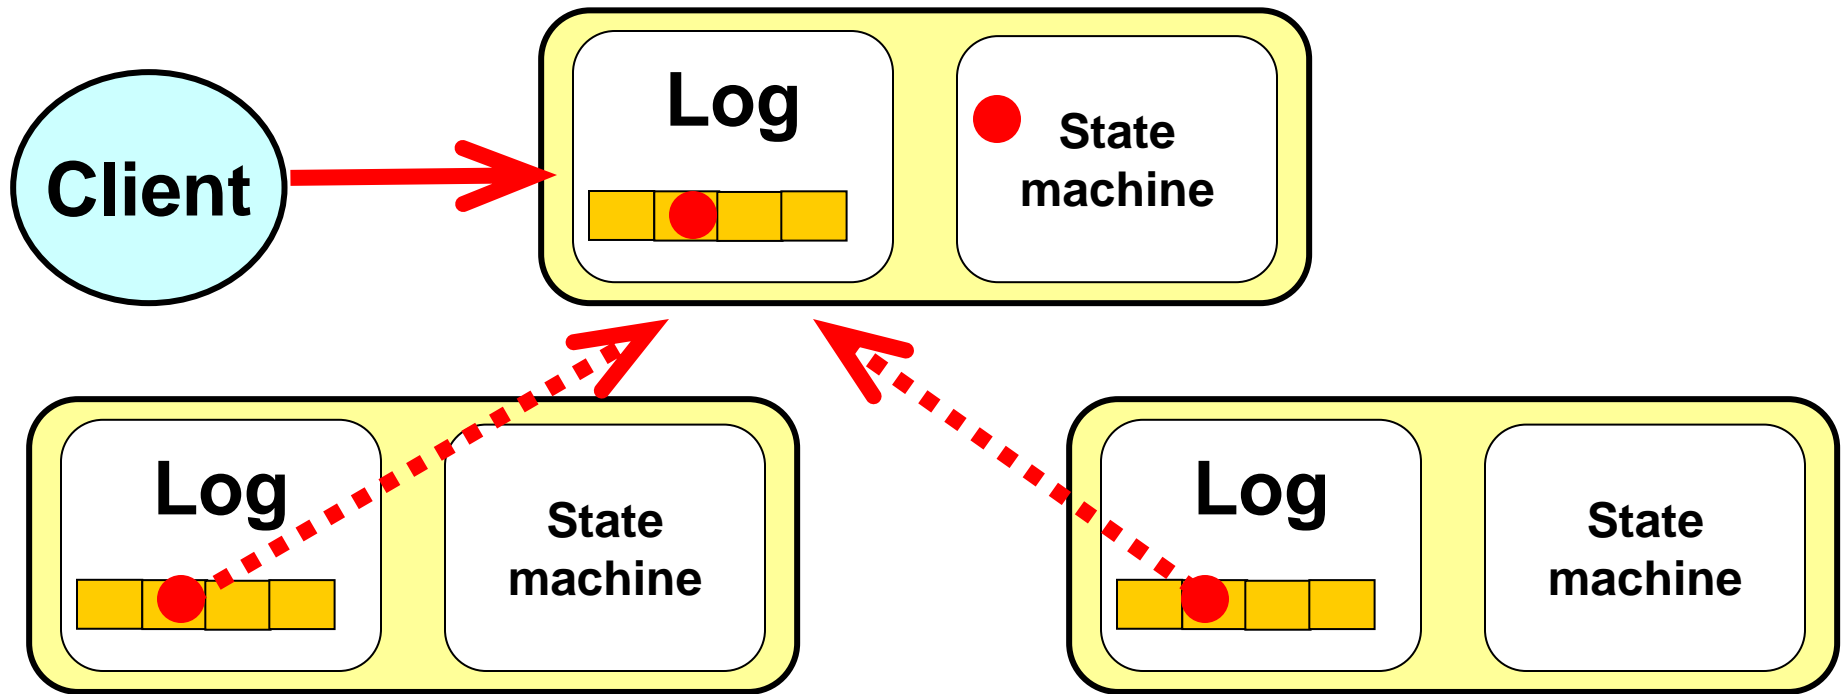 Client
Log
State
machine
Log
State
machine
Log
State
machine